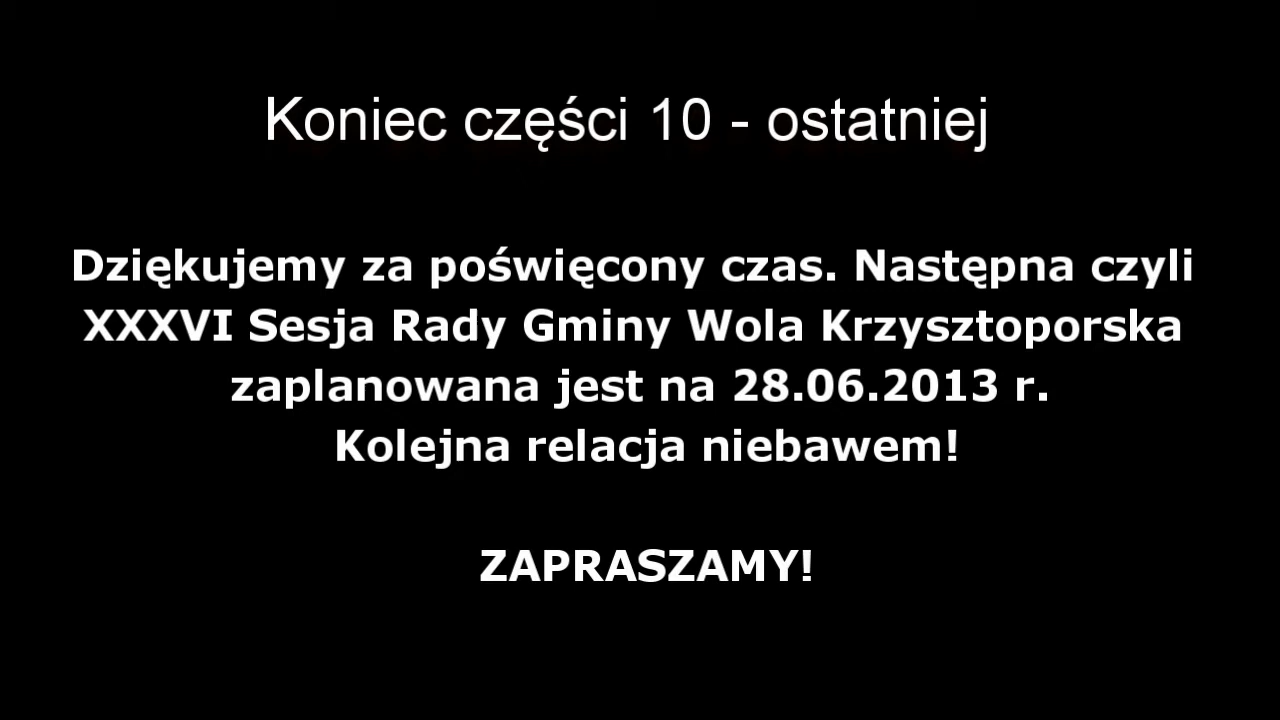 Koniec części 10 - ostatniej
Dziękujemy za poświęcony czas. Następna czyli
XXXVI Sesja Rady Gminy Wola Krzysztoporska
zaplanowana jest na 28.06.2013 r.
Kolejna relacja niebawem!
ZAPRASZAMY!